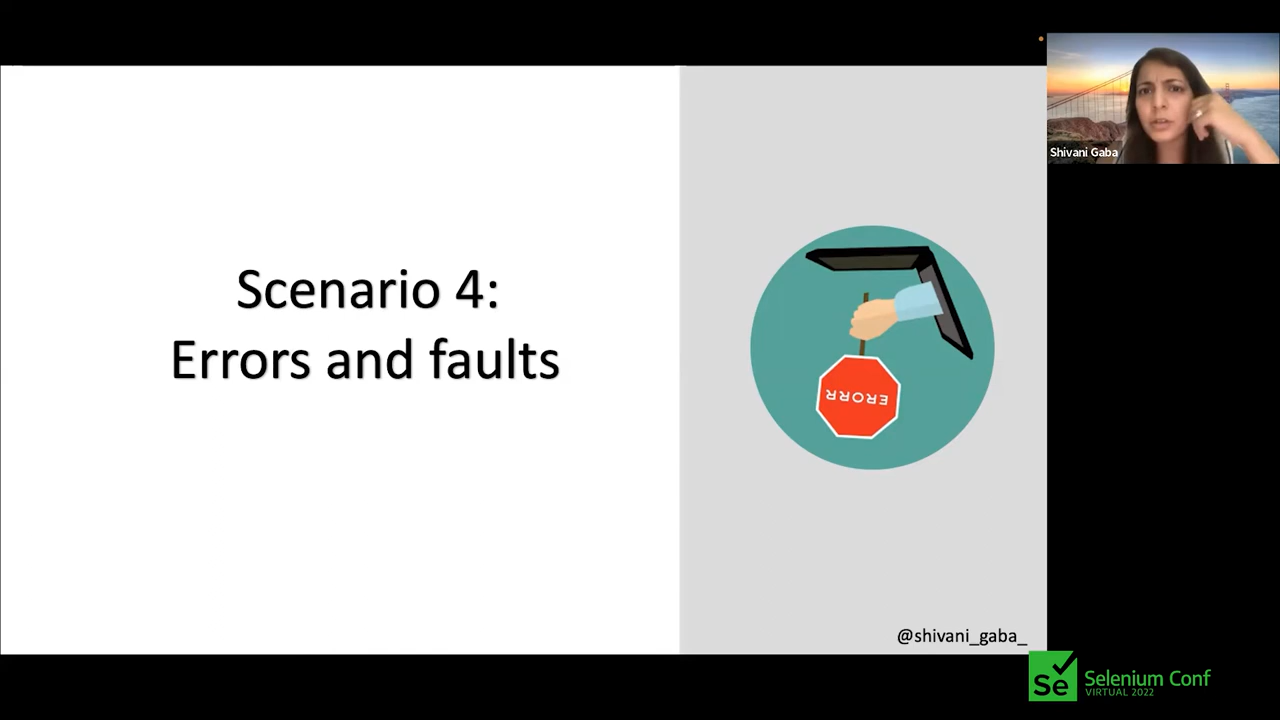 Scenario 4:
Errors and faults
ERORR
@shivani_gaba_
Shivani Gaba
Se
Selenium Conf
VIRTUAL 2022